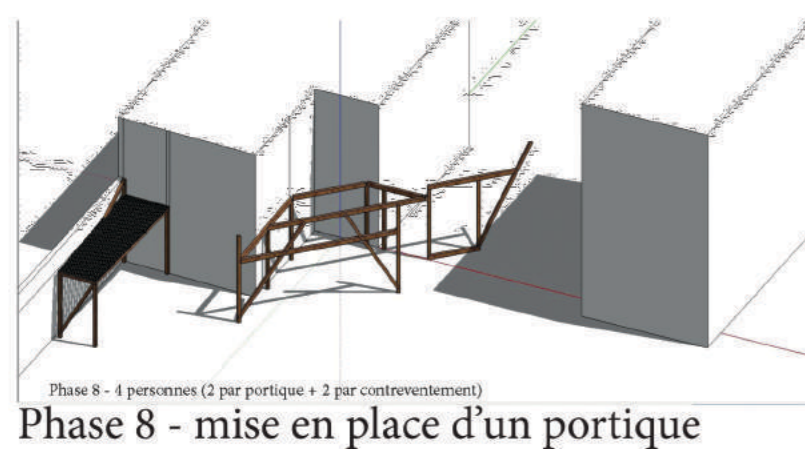 Phase 8 - 4 personnes (2 par portique + 2 par contreventement)
Phase 8 - mise en place d'un portique